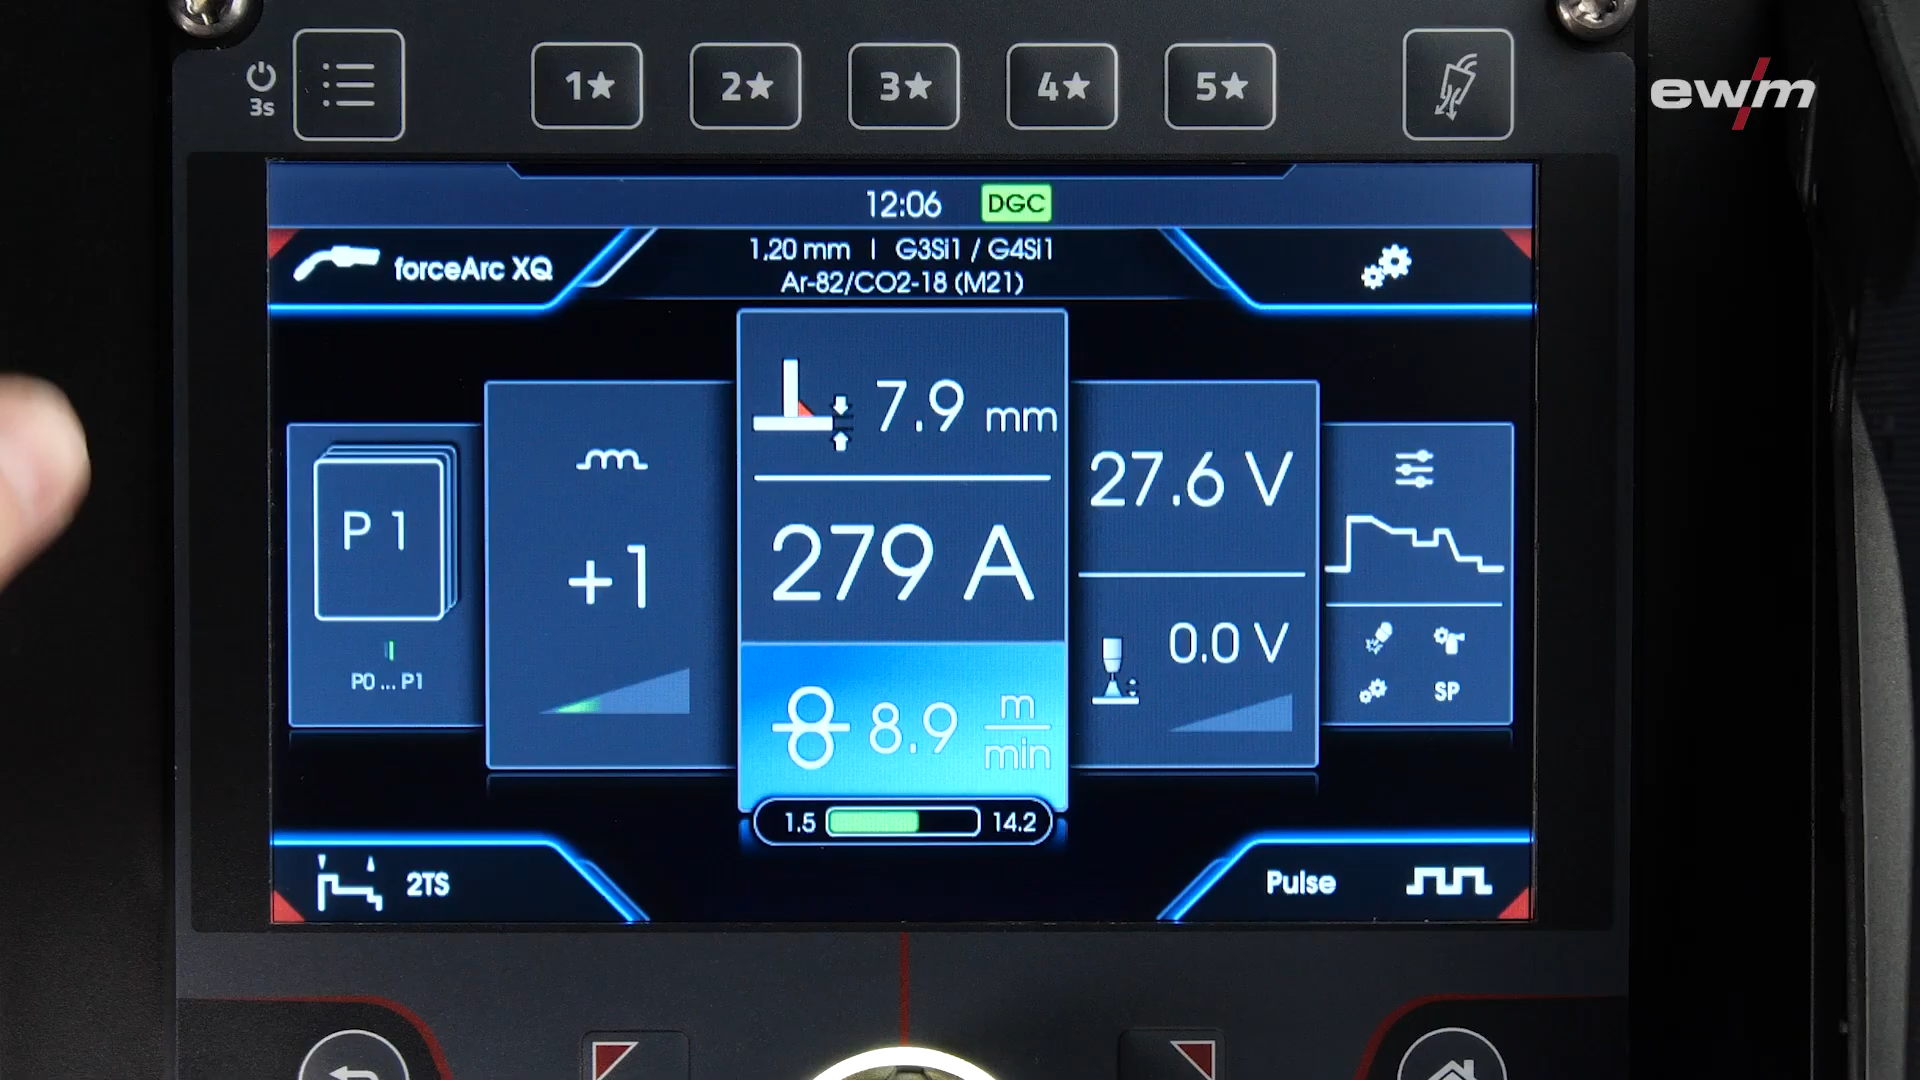 3s
1★ 2★ 3★ 4★ 5★
ewm
12:06 DGC
forceArc XQ
1,20 mm | G3Si1 / G4Si1
Ar-82/CO2-18 (M21)
P 1
P0 ... P1
+1
7.9 mm
279 A
8.9 m/min
1.5 14.2
27.6 V
0.0 V
SP
2TS
Pulse